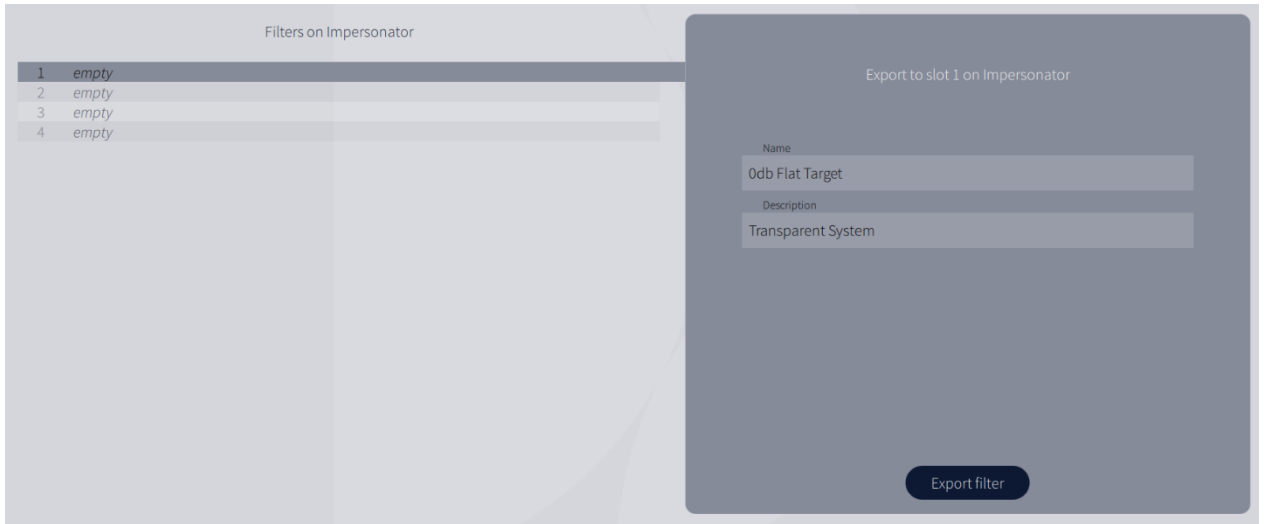 Filters on Impersonator
1 empty
2 empty
3 empty
4 empty
Export to slot 1 on Impersonator
Name
0db Flat Target
Description
Transparent System
Export filter